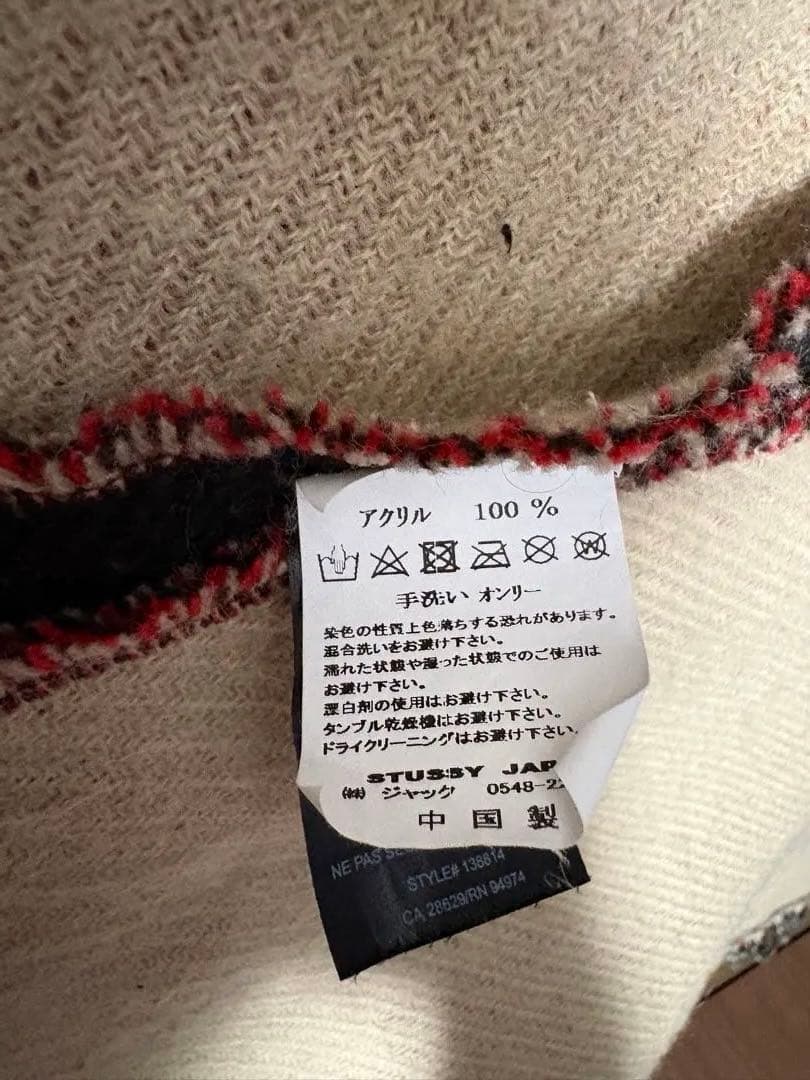 アクリル 100 %
手洗い オンリー
染色の性質上色落ちする恐れがあります。
混合洗いをお避け下さい。
濡れた状態や湿った状態でのご使用は
お避け下さい。
漂白剤の使用はお避け下さい。
タンブル乾燥機はお避け下さい。
ドライクリーニングはお避け下さい。
STUSSY
㈱ ジャック 0548-22
中 国 製
NE PAS
STYLE# 138614
CA 28529/RN 94974